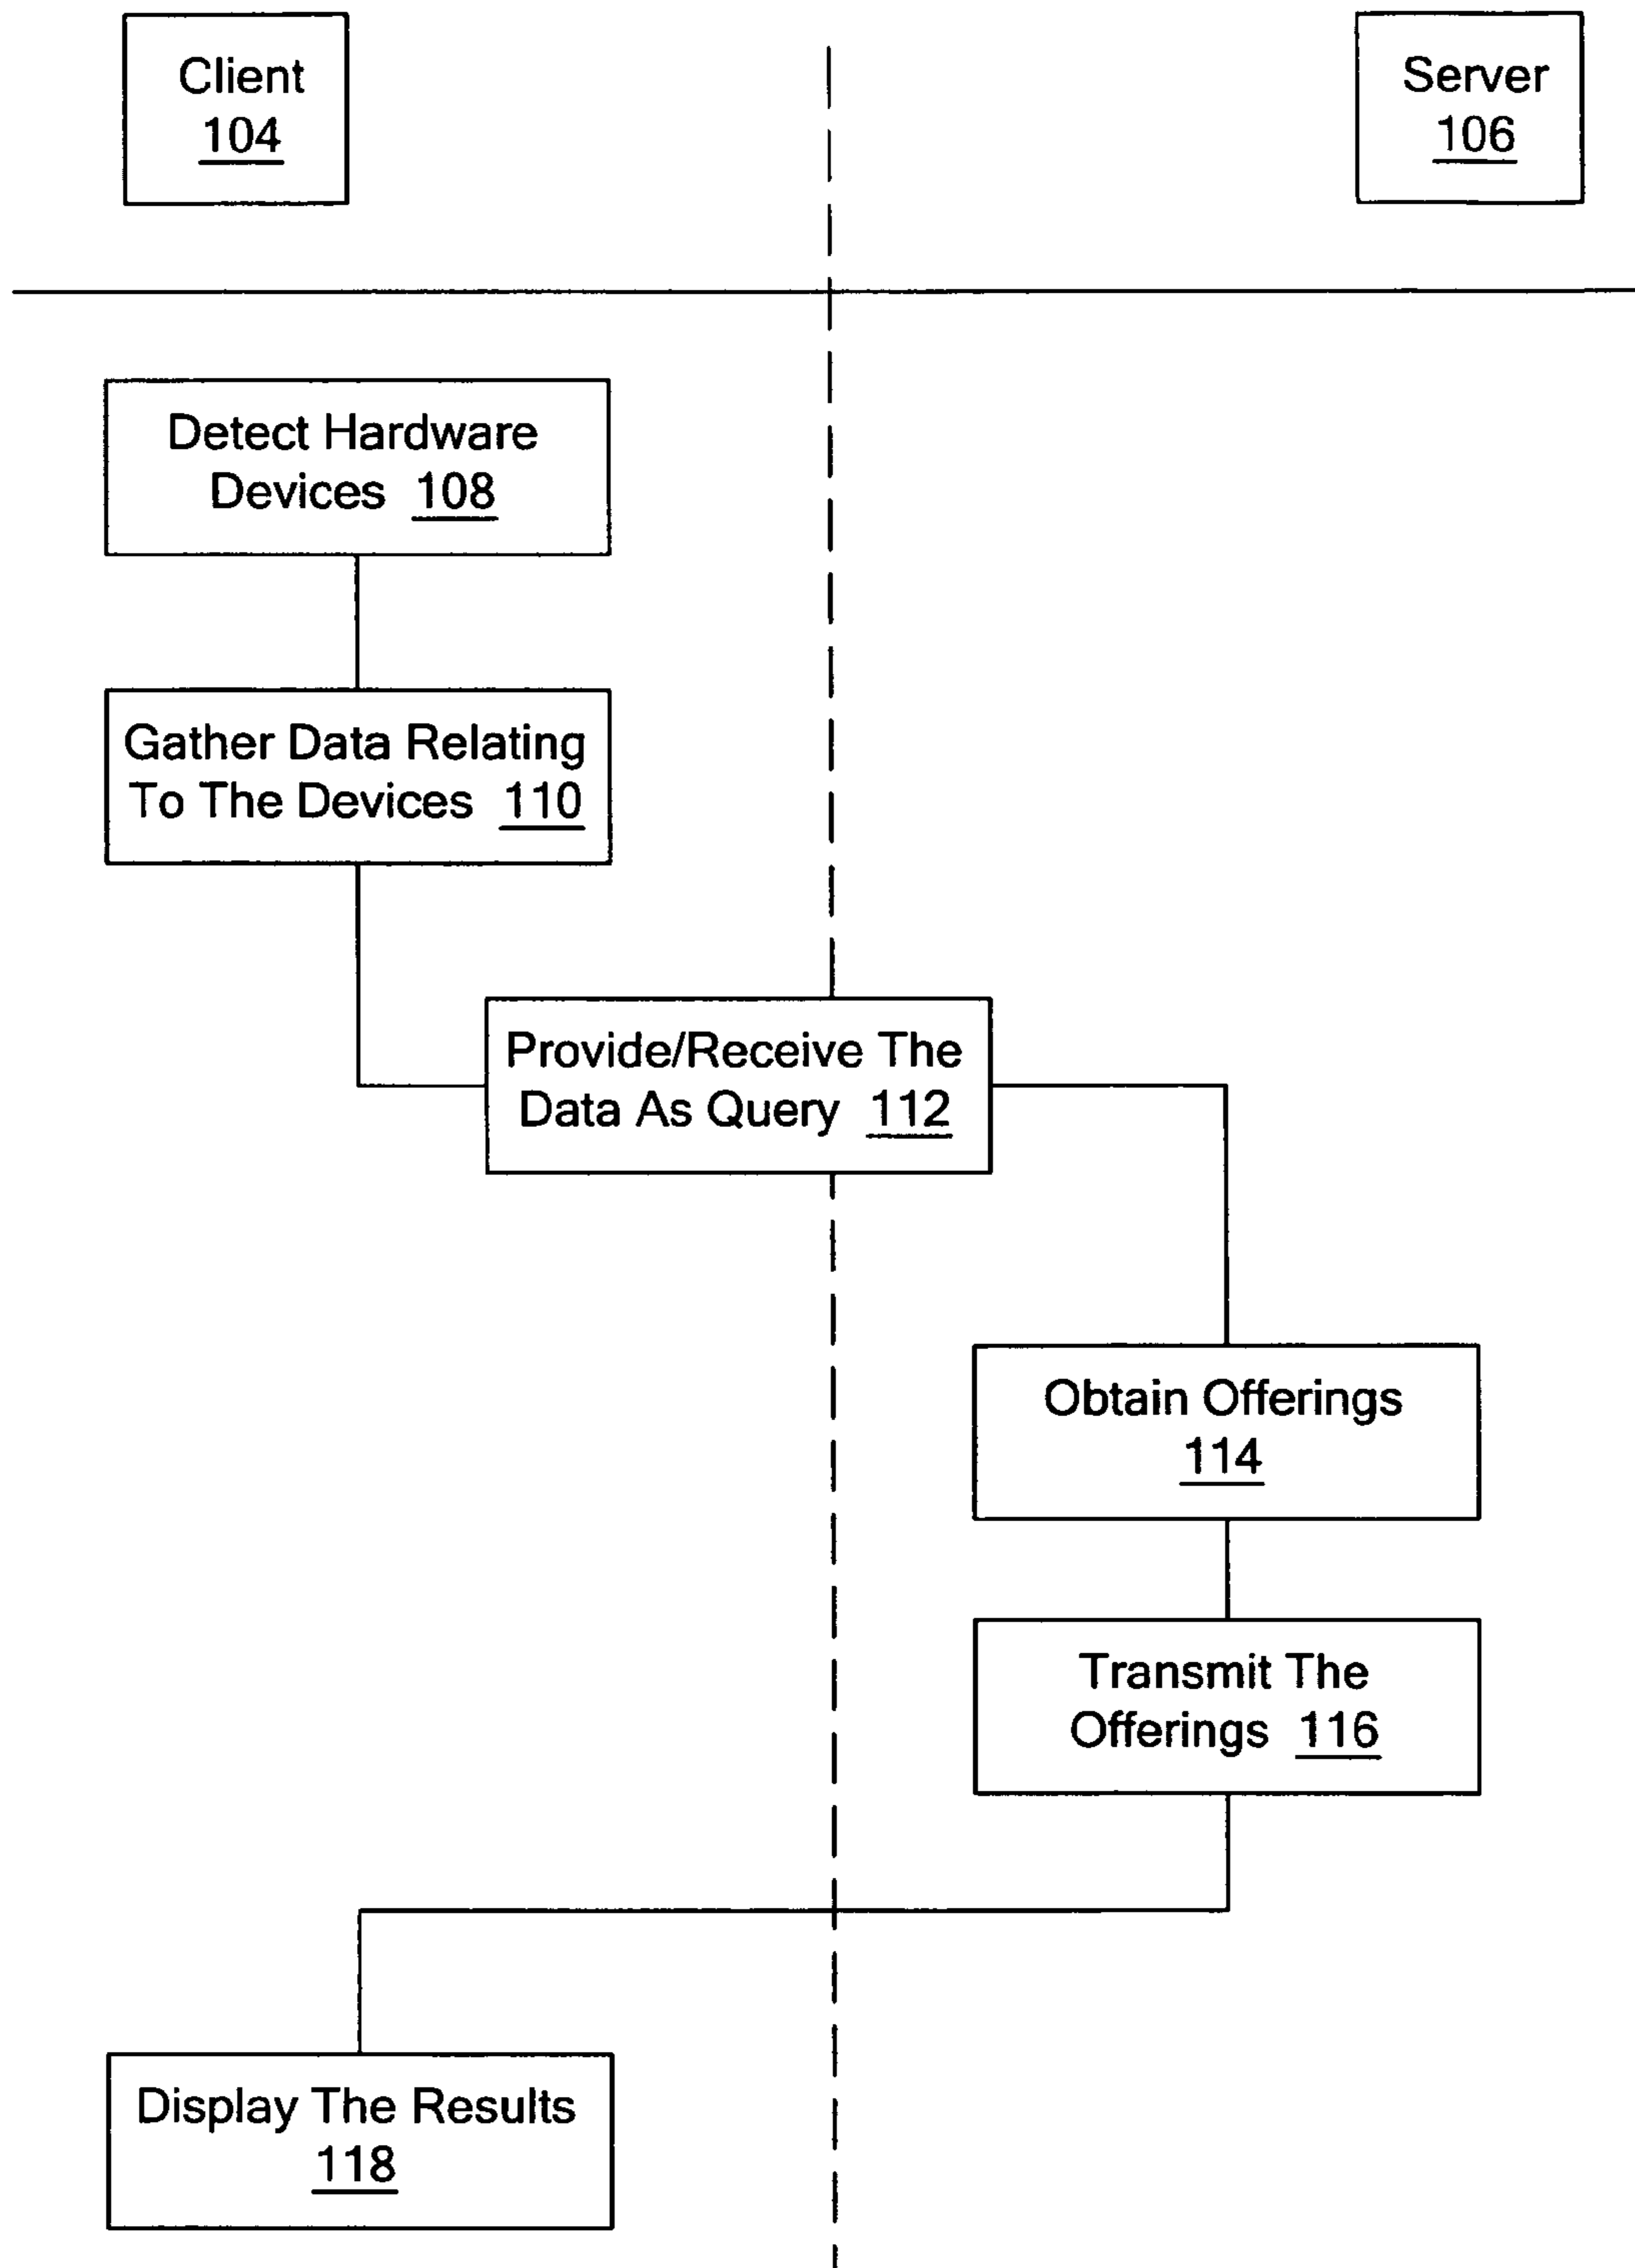 Client
104
Server
106
Detect Hardware
Devices 108
Gather Data Relating
To The Devices 110
Provide/Receive The
Data As Query 112
Obtain Offerings
114
Transmit The
Offerings 116
Display The Results
118